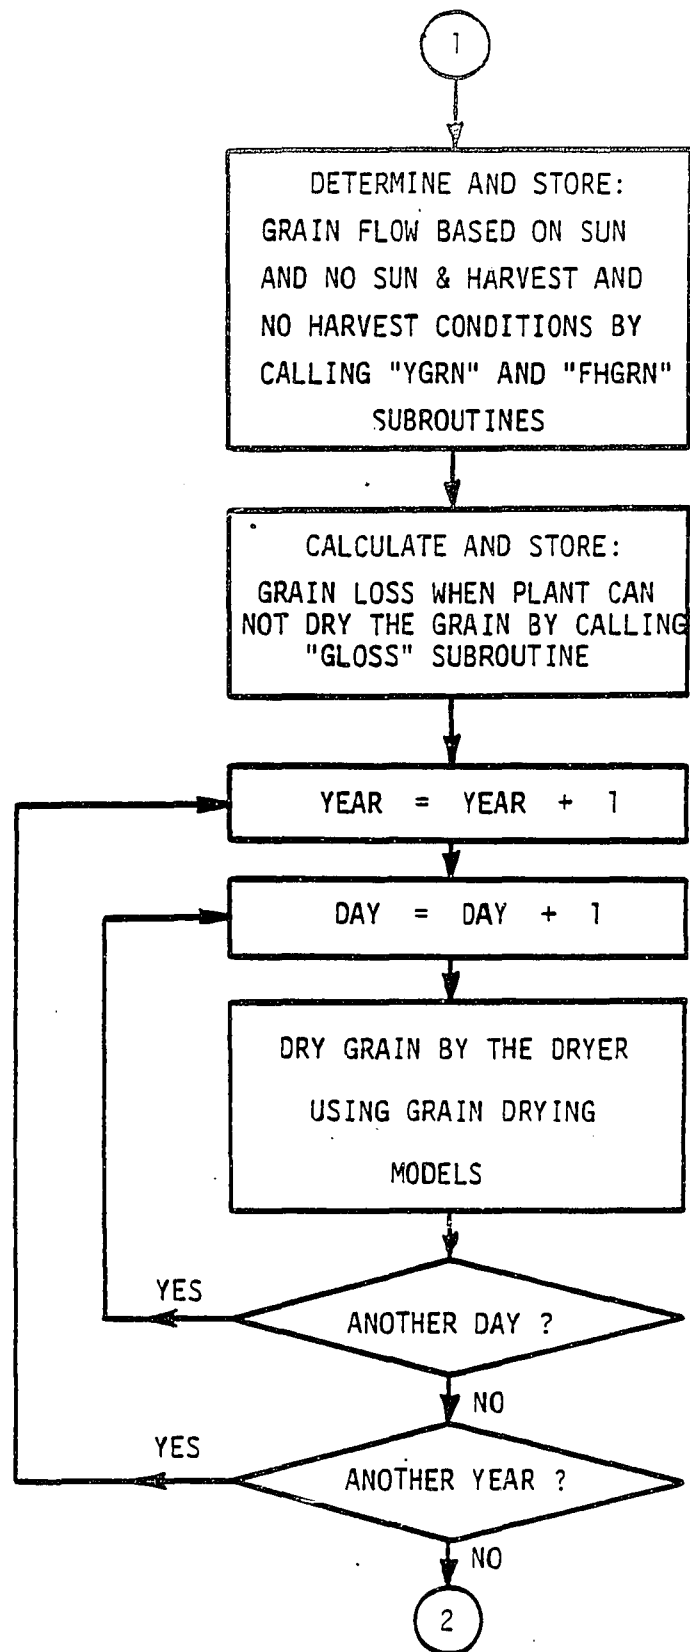 1
DETERMINE AND STORE:
GRAIN FLOW BASED ON SUN
AND NO SUN & HARVEST AND
NO HARVEST CONDITIONS BY
CALLING "YGRN" AND "FHGRN"
SUBROUTINES
CALCULATE AND STORE:
GRAIN LOSS WHEN PLANT CAN
NOT DRY THE GRAIN BY CALLING
"GLOSS" SUBROUTINE
YEAR = YEAR + 1
DAY = DAY + 1
DRY GRAIN BY THE DRYER
USING GRAIN DRYING
MODELS
YES
ANOTHER DAY ?
NO
YES
ANOTHER YEAR ?
NO
2